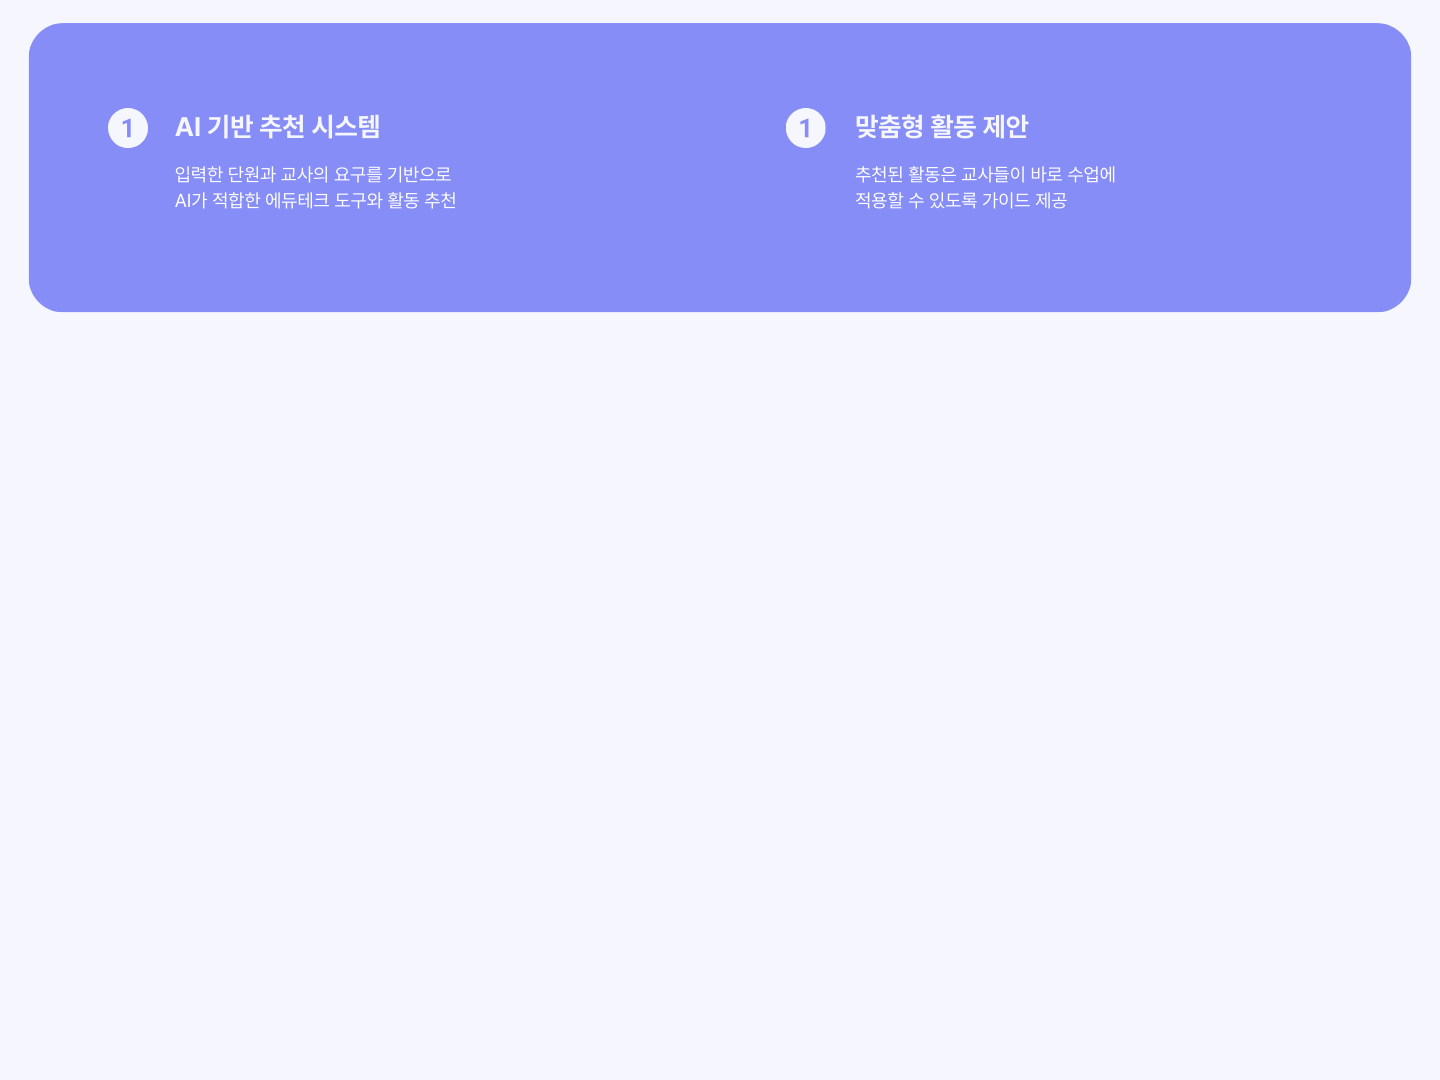 1 AI 기반 추천 시스템
입력한 단원과 교사의 요구를 기반으로
AI가 적합한 에듀테크 도구와 활동 추천
1 맞춤형 활동 제안
추천된 활동은 교사들이 바로 수업에
적용할 수 있도록 가이드 제공